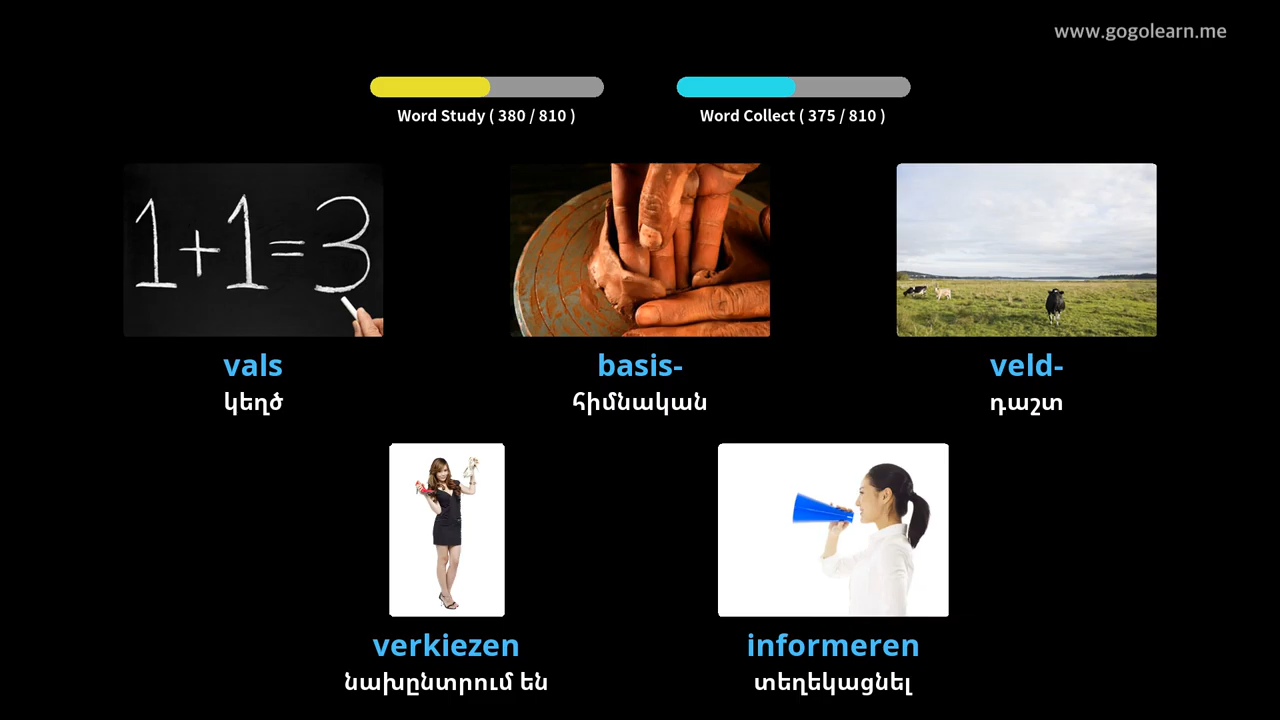 www.gogolearn.me
Word Study ( 380 / 810 )
Word Collect ( 375 / 810 )
1+1=3
vals
կեղծ
basis-
հիմնական
veld-
դաշտ
verkiezen
նախընտրում են
informeren
տեղեկացնել